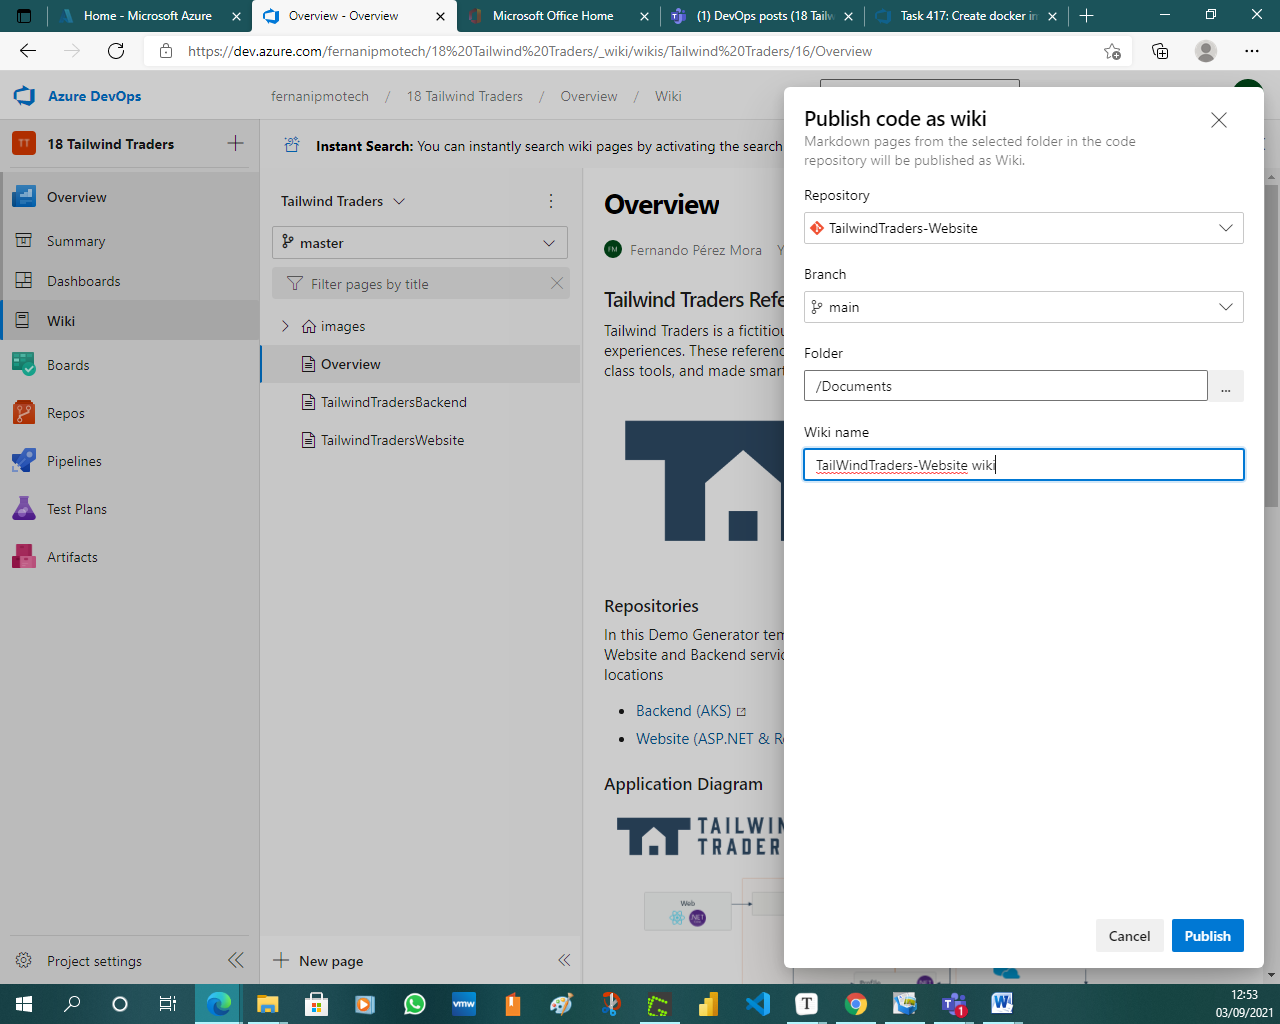 Home - Microsoft Azure
Overview - Overview
Microsoft Office Home
(1) DevOps posts (18 Tailw
Task 417: Create docker im
https://dev.azure.com/fernanipmotech/18%20Tailwind%20Traders/_wiki/wikis/Tailwind%20Traders/16/Overview
Azure DevOps
fernanipmotech / 18 Tailwind Traders / Overview / Wiki
TT
18 Tailwind Traders
Overview
Summary
Dashboards
Wiki
Boards
Repos
Pipelines
Test Plans
Artifacts
Project settings
Instant Search: You can instantly search wiki pages by activating the search
Tailwind Traders
master
Filter pages by title
images
Overview
TailwindTradersBackend
TailwindTradersWebsite
New page
Overview
FM
Fernando Pérez Mora
Tailwind Traders Refe
Tailwind Traders is a fictitiou
experiences. These referenc
class tools, and made smart
Repositories
In this Demo Generator tem
Website and Backend servic
locations
Backend (AKS)
Website (ASP.NET & Re
Application Diagram
TAILWIN
TRADER
Web
.NET
Publish code as wiki
Markdown pages from the selected folder in the code
repository will be published as Wiki.
Repository
TailwindTraders-Website
Branch
main
Folder
/Documents
...
Wiki name
TailWindTraders-Website wiki
Cancel
Publish
vmw
T
1
12:53
03/09/2021